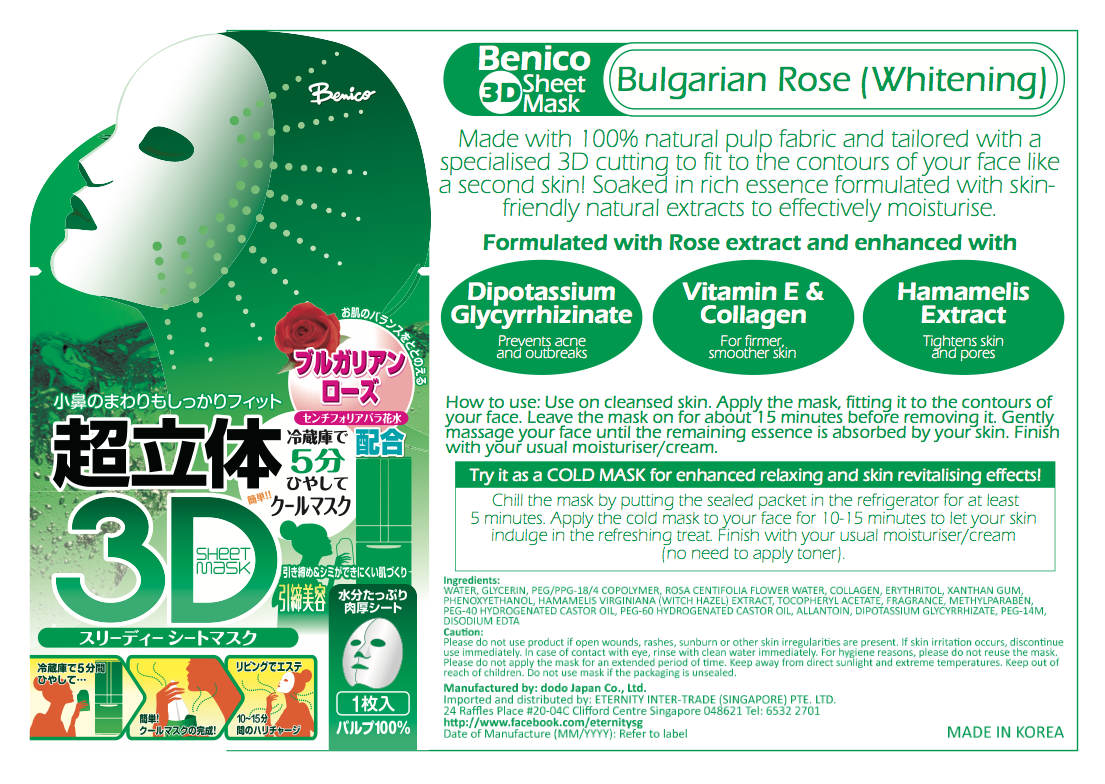 Benico
お肌のバランスをととのえる
ブルガリアン
ローズ
センチフォリアバラ花水
配合
小鼻のまわりもしっかりフィット
超立体
冷蔵庫で
5分
ひやして
簡単!!
クールマスク
3D
SHEET
MASK
引き締め&シミができにくい肌づくり
引締美容
水分たっぷり
肉厚シート
スリーディー シートマスク
1枚入
パルプ100%
冷蔵庫で5分間
ひやして…
簡単!
クールマスクの完成!
リビングでエステ
10~15分
間のハリチャージ
Benico
3D Sheet
Mask
Bulgarian Rose (Whitening)
Made with 100% natural pulp fabric and tailored with a
specialised 3D cutting to fit to the contours of your face like
a second skin! Soaked in rich essence formulated with skin-
friendly natural extracts to effectively moisturise.
Formulated with Rose extract and enhanced with
Dipotassium
Glycyrrhizinate
Prevents acne
and outbreaks
Vitamin E &
Collagen
For firmer,
smoother skin
Hamamelis
Extract
Tightens skin
and pores
How to use: Use on cleansed skin. Apply the mask, fitting it to the contours of
your face. Leave the mask on for about 15 minutes before removing it. Gently
massage your face until the remaining essence is absorbed by your skin. Finish
with your usual moisturiser/cream.
Try it as a COLD MASK for enhanced relaxing and skin revitalising effects!
Chill the mask by putting the sealed packet in the refrigerator for at least
5 minutes. Apply the cold mask to your face for 10-15 minutes to let your skin
indulge in the refreshing treat. Finish with your usual moisturiser/cream
(no need to apply toner).
Ingredients:
WATER, GLYCERIN, PEG/PPG-18/4 COPOLYMER, ROSA CENTIFOLIA FLOWER WATER, COLLAGEN, ERYTHRITOL, XANTHAN GUM,
PHENOXYETHANOL, HAMAMELIS VIRGINIANA (WITCH HAZEL) EXTRACT, TOCOPHERYL ACETATE, FRAGRANCE, METHYLPARABEN,
PEG-40 HYDROGENATED CASTOR OIL, PEG-60 HYDROGENATED CASTOR OIL, ALLANTOIN, DIPOTASSIUM GLYCYRRHIZATE, PEG-14M,
DISODIUM EDTA
Caution:
Please do not use product if open wounds, rashes, sunburn or other skin irregularities are present. If skin irritation occurs, discontinue
use immediately. In case of contact with eye, rinse with clean water immediately. For hygiene reasons, please do not reuse the mask.
Please do not apply the mask for an extended period of time. Keep away from direct sunlight and extreme temperatures. Keep out of
reach of children. Do not use mask if the packaging is unsealed.
Manufactured by: dodo Japan Co., Ltd.
Imported and distributed by: ETERNITY INTER-TRADE (SINGAPORE) PTE. LTD.
24 Raffles Place #20-04C Clifford Centre Singapore 048621 Tel: 6532 2701
http://www.facebook.com/eternitysg
Date of Manufacture (MM/YYYY): Refer to label
MADE IN KOREA